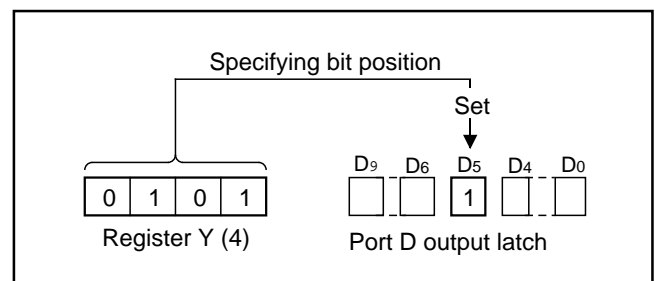 Specifying bit position
Set
D9 D6 D5 D4 D0
0 1 0 1 1
Register Y (4) Port D output latch